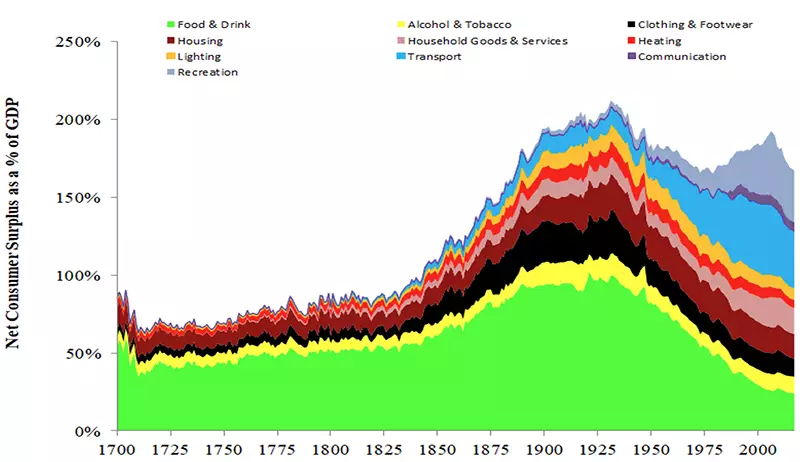 Food & Drink
Alcohol & Tobacco
Clothing & Footwear
Housing
Household Goods & Services
Heating
Lighting
Transport
Communication
Recreation
Net Consumer Surplus as a % of GDP
250%
200%
150%
100%
50%
0%
1700 1725 1750 1775 1800 1825 1850 1875 1900 1925 1950 1975 2000